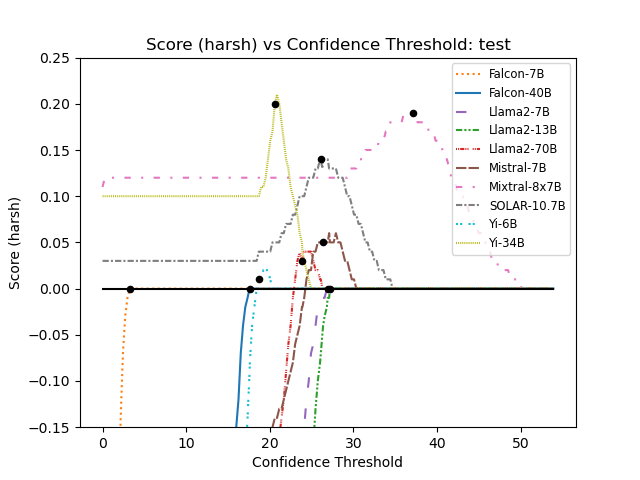 Score (harsh) vs Confidence Threshold: test
0.25
0.20
0.15
0.10
0.05
0.00
−0.05
−0.10
−0.15
Score (harsh)
Falcon-7B
Falcon-40B
Llama2-7B
Llama2-13B
Llama2-70B
Mistral-7B
Mixtral-8x7B
SOLAR-10.7B
Yi-6B
Yi-34B
0 10 20 30 40 50
Confidence Threshold